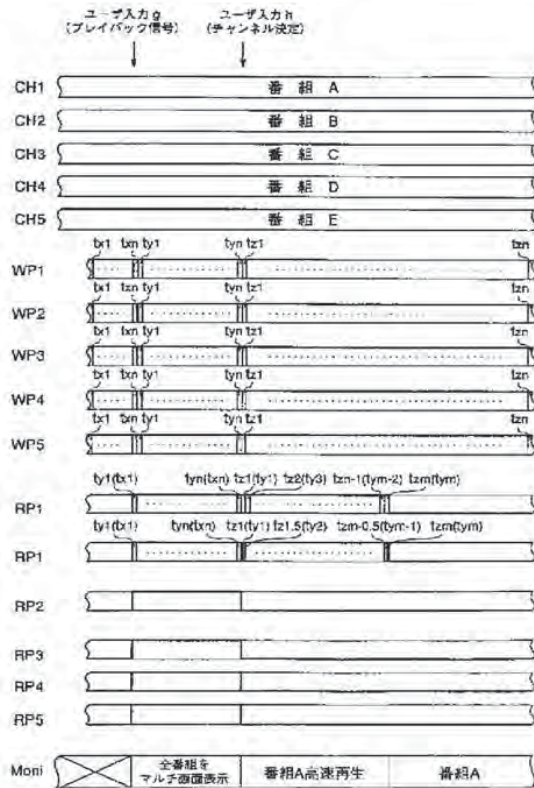 ユーザ入力g
(プレイバック信号)
ユーザ入力h
(チャンネル決定)
CH1 番組A
CH2 番組B
CH3 番組C
CH4 番組D
CH5 番組E
tx1 txn ty1 tyn tz1 tzn
WP1
tx1 txn ty1 tyn tz1 tzn
WP2
tx1 txn ty1 tyn tz1 tzn
WP3
tx1 txn ty1 tyn tz1 tzn
WP4
tx1 txn ty1 tyn tz1 tzn
WP5
ty1(tx1) tyn(txn) tz1(ty1) tz2(ty3) tzn-1(tym-2) tzm(tym)
RP1
ty1(tx1) tyn(txn) tz1(ty1) tz1.5(ty2) tzm-0.5(tym-1) tzm(tym)
RP1
RP2
RP3
RP4
RP5
Moni 全番組を
マルチ画面表示 番組A高速再生 番組A